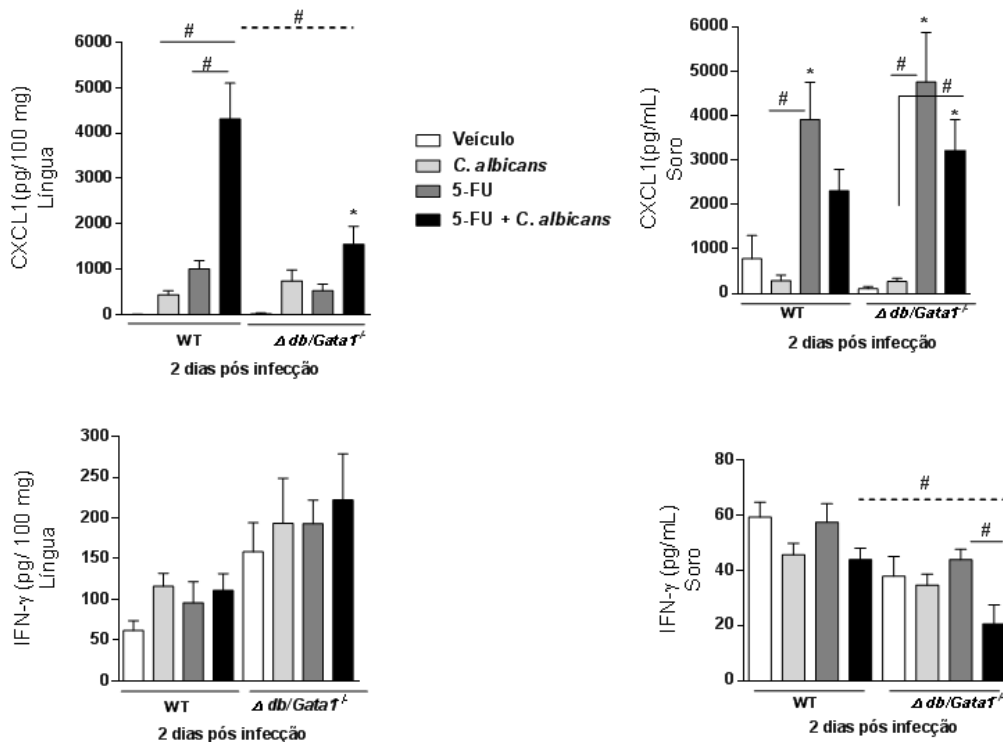 CXCL1(pg/100 mg)
Língua
6000
5000
4000
3000
2000
1000
0
#
#
#
*
WT
Δ db/Gata1-/-
2 dias pós infecção
Veículo
C. albicans
5-FU
5-FU + C. albicans
CXCL1(pg/mL)
Soro
6000
5000
4000
3000
2000
1000
0
#
*
#
*
#
*
WT
Δ db/Gata1-/-
2 dias pós infecção
IFN-γ (pg/ 100 mg)
Língua
300
250
200
150
100
50
0
WT
Δ db/Gata1-/-
2 dias pós infecção
IFN-γ (pg/mL)
Soro
80
60
40
20
0
#
#
WT
Δ db/Gata1-/-
2 dias pós infecção